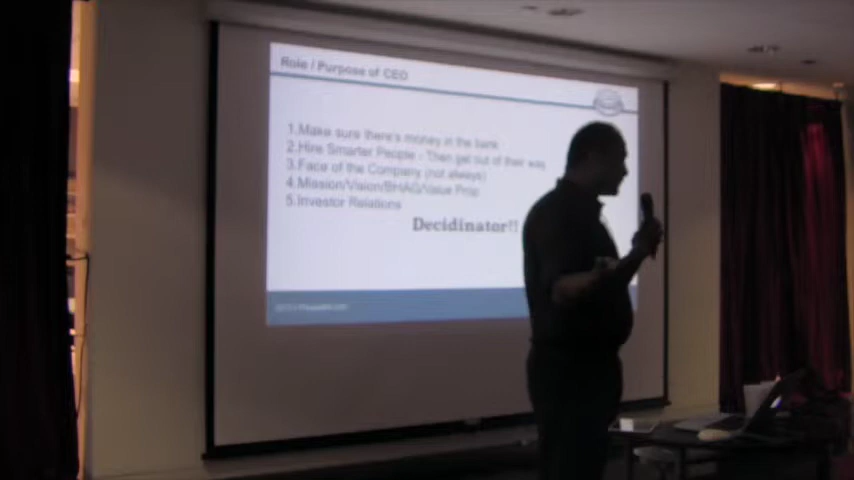 Role / Purpose of CEO
1.Make sure there's money in the bank
2.Hire Smarter People - Then get out of their way
3.Face of the Company (not always)
4.Mission/Vision/BHAG/Value Prop
5.Investor Relations
Decidinator!!